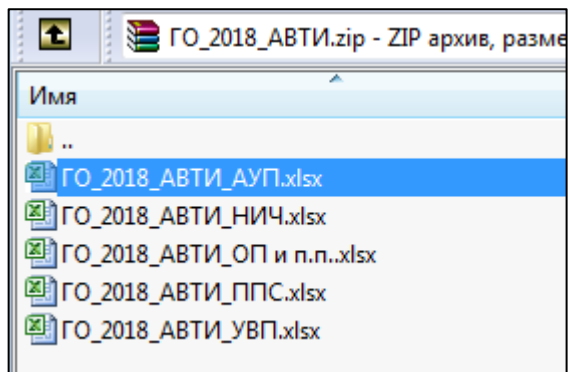 ГО_2018_АВТИ.zip - ZIP архив, разме
Имя
..
ГО_2018_АВТИ_АУП.xlsx
ГО_2018_АВТИ_НИЧ.xlsx
ГО_2018_АВТИ_ОП и п.п..xlsx
ГО_2018_АВТИ_ППС.xlsx
ГО_2018_АВТИ_УВП.xlsx